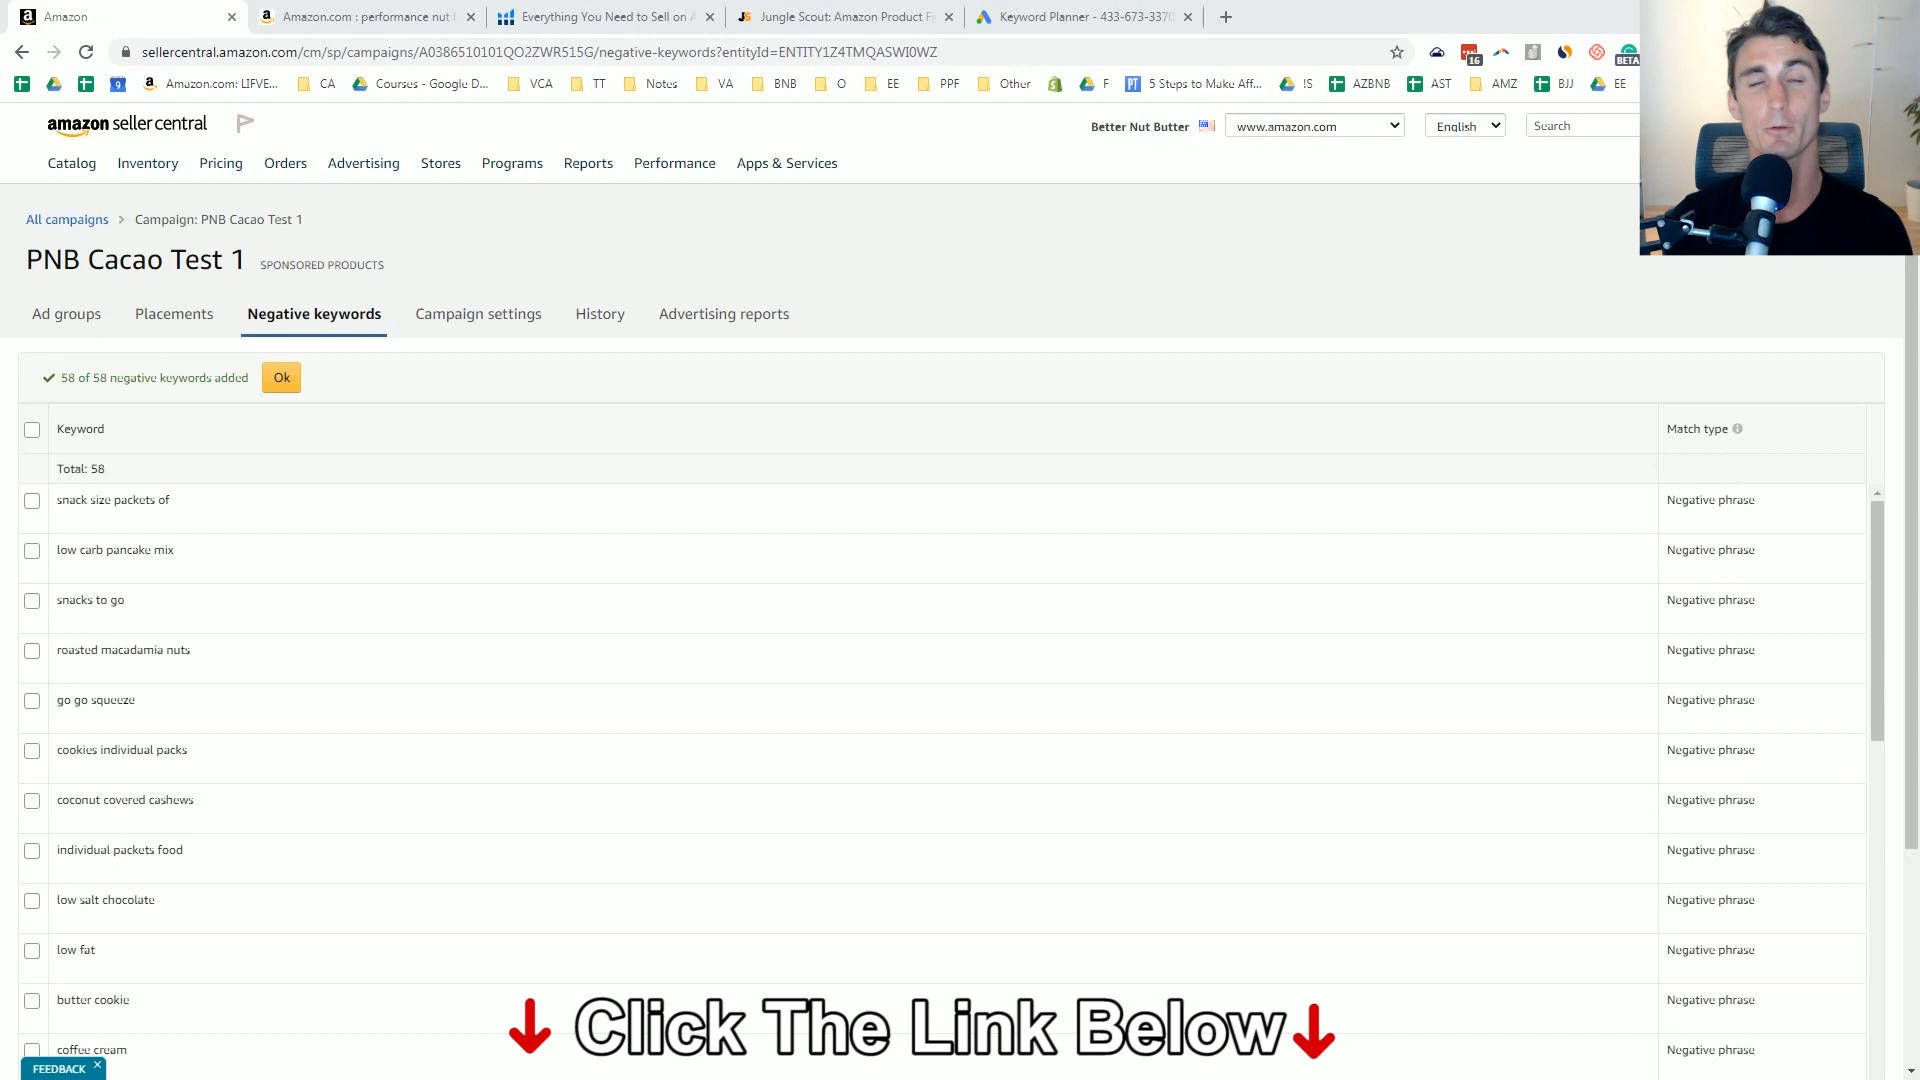 Amazon
Amazon.com : performance nut
Everything You Need to Sell on
Jungle Scout: Amazon Product
Keyword Planner - 433-673-3370
sellercentral.amazon.com/cm/sp/campaigns/A0386510101QO2ZWR515G/negative-keywords?entityId=ENTITY1Z4TMQASWI0WZ
16
BETA
9
Amazon.com: LIFVE...
CA
Courses - Google D...
VCA
TT
Notes
VA
BNB
O
EE
PPF
Other
F
PT
5 Steps to Make Aff...
!S
AZBNB
AST
AMZ
BJJ
EE
amazon seller central
Better Nut Butter
www.amazon.com
English
Search
Catalog
Inventory
Pricing
Orders
Advertising
Stores
Programs
Reports
Performance
Apps & Services
All campaigns
Campaign: PNB Cacao Test 1
PNB Cacao Test 1
SPONSORED PRODUCTS
Ad groups
Placements
Negative keywords
Campaign settings
History
Advertising reports
58 of 58 negative keywords added
Ok
Keyword
Match type
Total: 58
snack size packets of
Negative phrase
low carb pancake mix
Negative phrase
snacks to go
Negative phrase
roasted macadamia nuts
Negative phrase
go go squeeze
Negative phrase
cookies individual packs
Negative phrase
coconut covered cashews
Negative phrase
individual packets food
Negative phrase
low salt chocolate
Negative phrase
low fat
Negative phrase
butter cookie
Negative phrase
coffee cream
Negative phrase
Click The Link Below
FEEDBACK